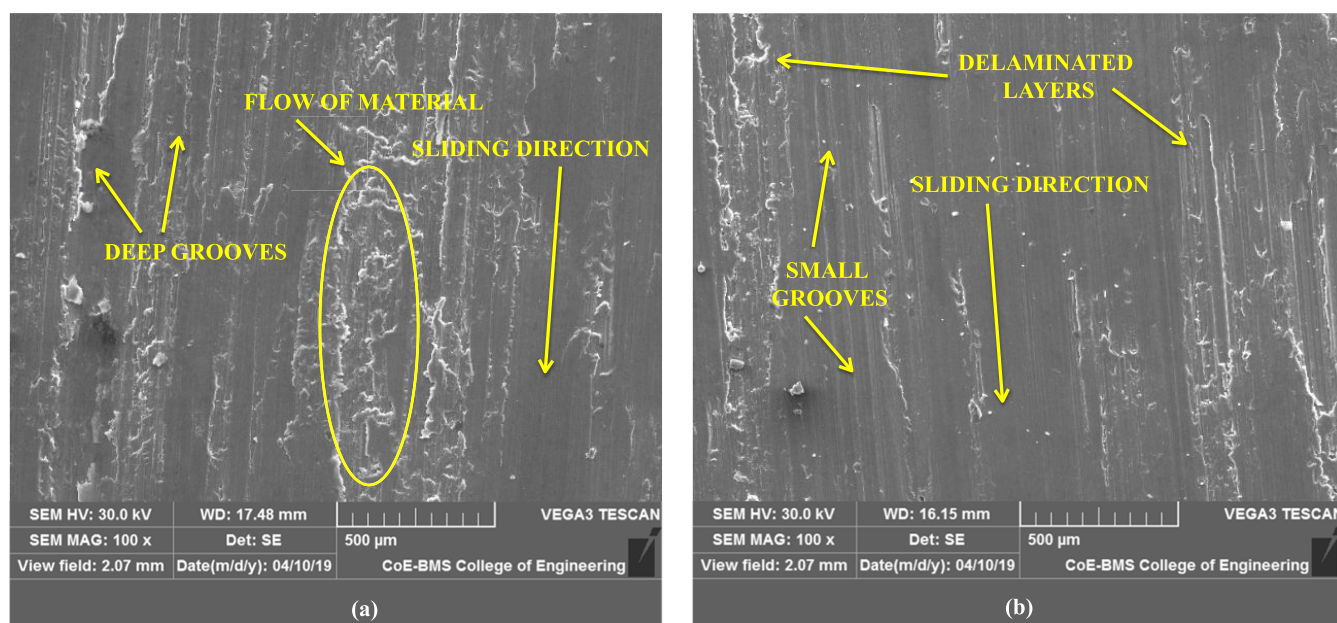 FLOW OF MATERIAL
SLIDING DIRECTION
DEEP GROOVES
SEM HV: 30.0 kV
WD: 17.48 mm
VEGA3 TESCAN
SEM MAG: 100 x
Det: SE
500 µm
View field: 2.07 mm
Date(m/d/y): 04/10/19
CoE-BMS College of Engineering
(a)
DELAMINATED
LAYERS
SLIDING DIRECTION
SMALL
GROOVES
SEM HV: 30.0 kV
WD: 16.15 mm
VEGA3 TESCAN
SEM MAG: 100 x
Det: SE
500 µm
View field: 2.07 mm
Date(m/d/y): 04/10/19
CoE-BMS College of Engineering
(b)